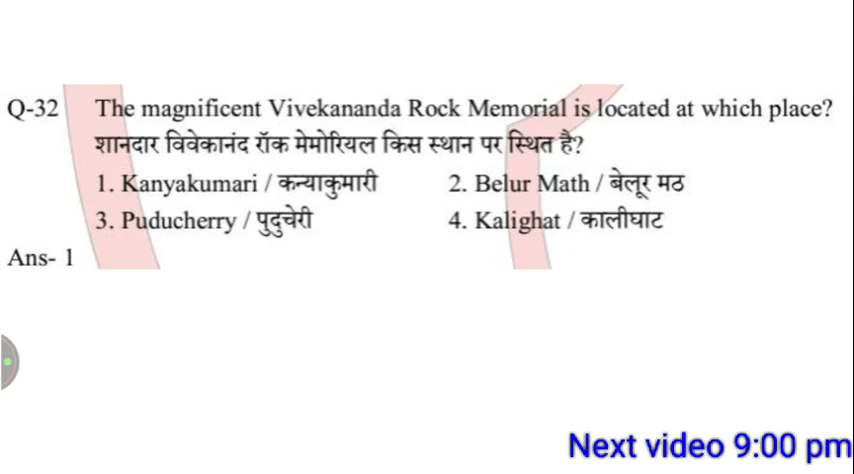 Q-32 The magnificent Vivekananda Rock Memorial is located at which place?
शानदार विवेकानंद रॉक मेमोरियल किस स्थान पर स्थित है?
1. Kanyakumari / कन्याकुमारी 2. Belur Math / बेलूर मठ
3. Puducherry / पुदुचेरी 4. Kalighat / कालीघाट
Ans- 1
Next video 9:00 pm